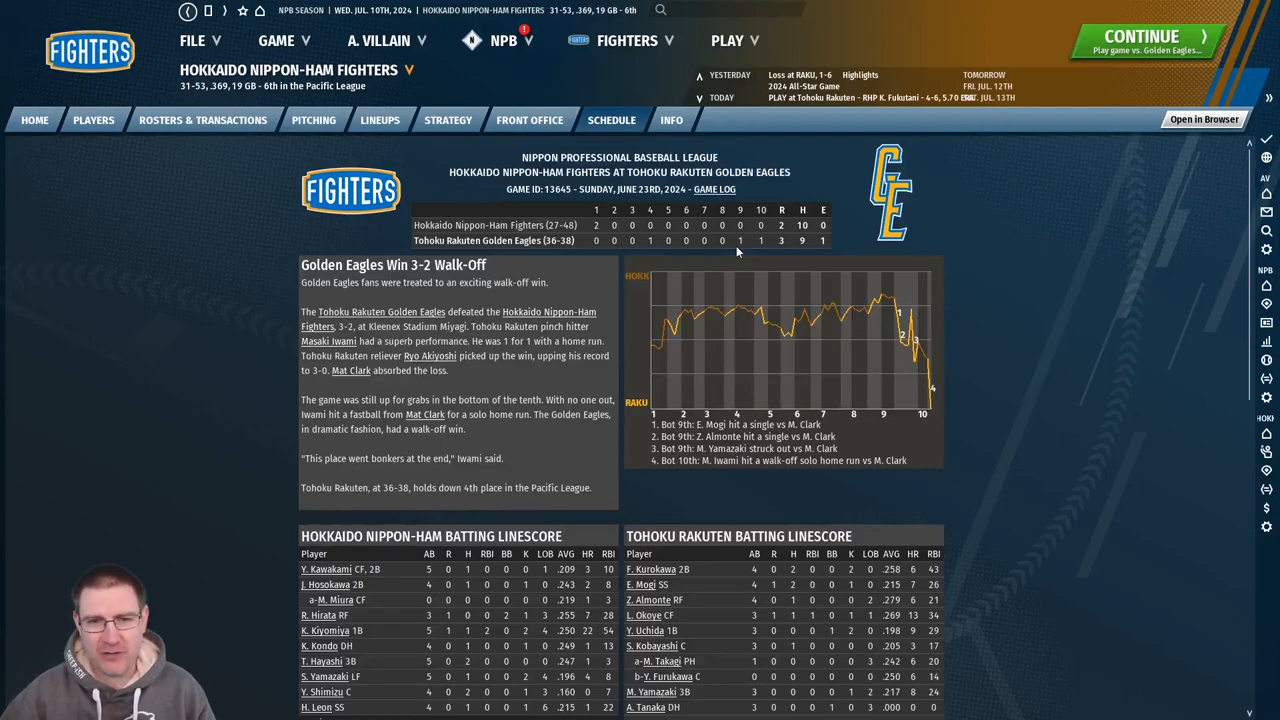 NPB SEASON | WED. JUL. 10TH, 2024 | HOKKAIDO NIPPON-HAM FIGHTERS 31-53, .369, 19 GB - 6th
FIGHTERS
FILE GAME A. VILLAIN N NPB ! FIGHTERS FIGHTERS PLAY
CONTINUE
Play game vs. Golden Eagles...
HOKKAIDO NIPPON-HAM FIGHTERS
31-53, .369, 19 GB - 6th in the Pacific League
YESTERDAY Loss at RAKU, 1-6 Highlights TOMORROW
2024 All-Star Game FRI. JUL. 12TH
TODAY PLAY at Tohoku Rakuten - RHP K. Fukutani - 4-6, 5.70 ERA SAT. JUL. 13TH
HOME PLAYERS ROSTERS & TRANSACTIONS PITCHING LINEUPS STRATEGY FRONT OFFICE SCHEDULE INFO Open in Browser
FIGHTERS
NIPPON PROFESSIONAL BASEBALL LEAGUE
HOKKAIDO NIPPON-HAM FIGHTERS AT TOHOKU RAKUTEN GOLDEN EAGLES
GAME ID: 13645 - SUNDAY, JUNE 23RD, 2024 - GAME LOG
GE
1 2 3 4 5 6 7 8 9 10 R H E
Hokkaido Nippon-Ham Fighters (27-48) 2 0 0 0 0 0 0 0 0 0 2 10 0
Tohoku Rakuten Golden Eagles (36-38) 0 0 0 1 0 0 0 0 1 1 3 9 1
Golden Eagles Win 3-2 Walk-Off
Golden Eagles fans were treated to an exciting walk-off win.
The Tohoku Rakuten Golden Eagles defeated the Hokkaido Nippon-Ham
Fighters, 3-2, at Kleenex Stadium Miyagi. Tohoku Rakuten pinch hitter
Masaki Iwami had a superb performance. He was 1 for 1 with a home run.
Tohoku Rakuten reliever Ryo Akiyoshi picked up the win, upping his record
to 3-0. Mat Clark absorbed the loss.
The game was still up for grabs in the bottom of the tenth. With no one out,
Iwami hit a fastball from Mat Clark for a solo home run. The Golden Eagles,
in dramatic fashion, had a walk-off win.
"This place went bonkers at the end," Iwami said.
Tohoku Rakuten, at 36-38, holds down 4th place in the Pacific League.
HOKK
1
2
3
4
RAKU
1 2 3 4 5 6 7 8 9 10
1. Bot 9th: E. Mogi hit a single vs M. Clark
2. Bot 9th: Z. Almonte hit a single vs M. Clark
3. Bot 9th: M. Yamazaki struck out vs M. Clark
4. Bot 10th: M. Iwami hit a walk-off solo home run vs M. Clark
HOKKAIDO NIPPON-HAM BATTING LINESCORE
Player AB R H RBI BB K LOB AVG HR RBI
Y. Kawakami CF, 2B 5 0 1 0 0 0 1 .209 3 10
J. Hosokawa 2B 4 0 1 0 0 1 0 .243 2 8
a-M. Miura CF 0 0 0 0 0 0 0 .219 1 3
R. Hirata RF 3 1 0 0 2 1 3 .255 7 28
K. Kiyomiya 1B 5 1 1 2 0 2 4 .250 22 54
K. Kondo DH 4 0 1 0 0 1 1 .249 1 13
T. Hayashi 3B 5 0 2 0 0 1 1 .247 1 3
S. Yamazaki LF 5 0 1 0 0 2 4 .196 4 8
Y. Shimizu C 4 0 2 0 0 1 3 .160 0 7
H. Leon SS 4 0 1 0 0 1 6 .215 1 22
TOHOKU RAKUTEN BATTING LINESCORE
Player AB R H RBI BB K LOB AVG HR RBI
F. Kurokawa 2B 4 0 2 0 0 2 0 .258 6 43
E. Mogi SS 4 1 2 0 0 1 0 .215 7 26
Z. Almonte RF 4 0 1 0 0 0 2 .279 6 21
L. Okoye CF 3 1 1 1 0 1 0 .269 13 34
Y. Uchida 1B 3 0 0 0 1 2 0 .198 9 29
S. Kobayashi C 3 0 1 0 0 0 0 .205 3 17
a-M. Takagi PH 1 0 0 0 0 0 3 .242 6 20
b-Y. Furukawa C 0 0 0 0 0 0 0 .250 6 14
M. Yamazaki 3B 3 0 0 0 0 1 2 .217 8 24
A. Tanaka DH 3 0 0 0 1 0 3 .000 0 0
AV
NPB
HOKK